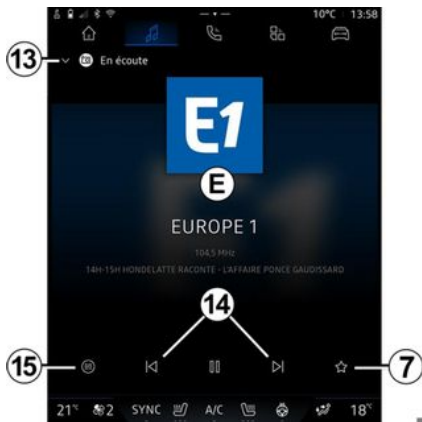 10°C 13:58
13
En écoute
E1
E
EUROPE 1
104,5 MHz
14H-15H HONDELATTE RACONTE - L'AFFAIRE PONCE GAUDISSARD
14
15
7
21°C 2 SYNC A/C 18°C